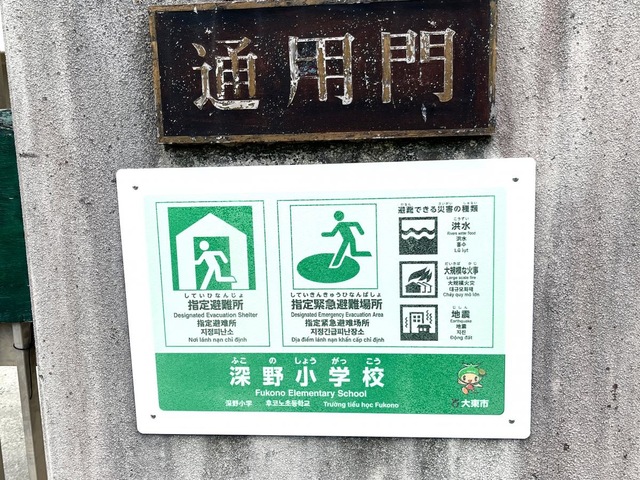 通用門
していひなんじょ
指定避難所
Designated Evacuation Shelter
指定避难所
지정피난소
Nơi lánh nạn chỉ định
していきんきゅうひなんばしょ
指定緊急避難場所
Designated Emergency Evacuation Area
指定紧急避难场所
지정긴급피난장소
Địa điểm lánh nạn khẩn cấp chỉ định
避難できる災害の種類
こうずい
洪水
洪水
홍수
Lũ lụt
だいきぼ かじ
大規模な火事
Large scale fire
大规模火灾
대규모화재
Cháy quy mô lớn
じしん
地震
Earthquake
地震
지진
Động đất
ふこ の しょう がっ こう
深野小学校
Fukono Elementary School
深野小学 후코노초등학교 Trường tiểu học Fukono
大東市